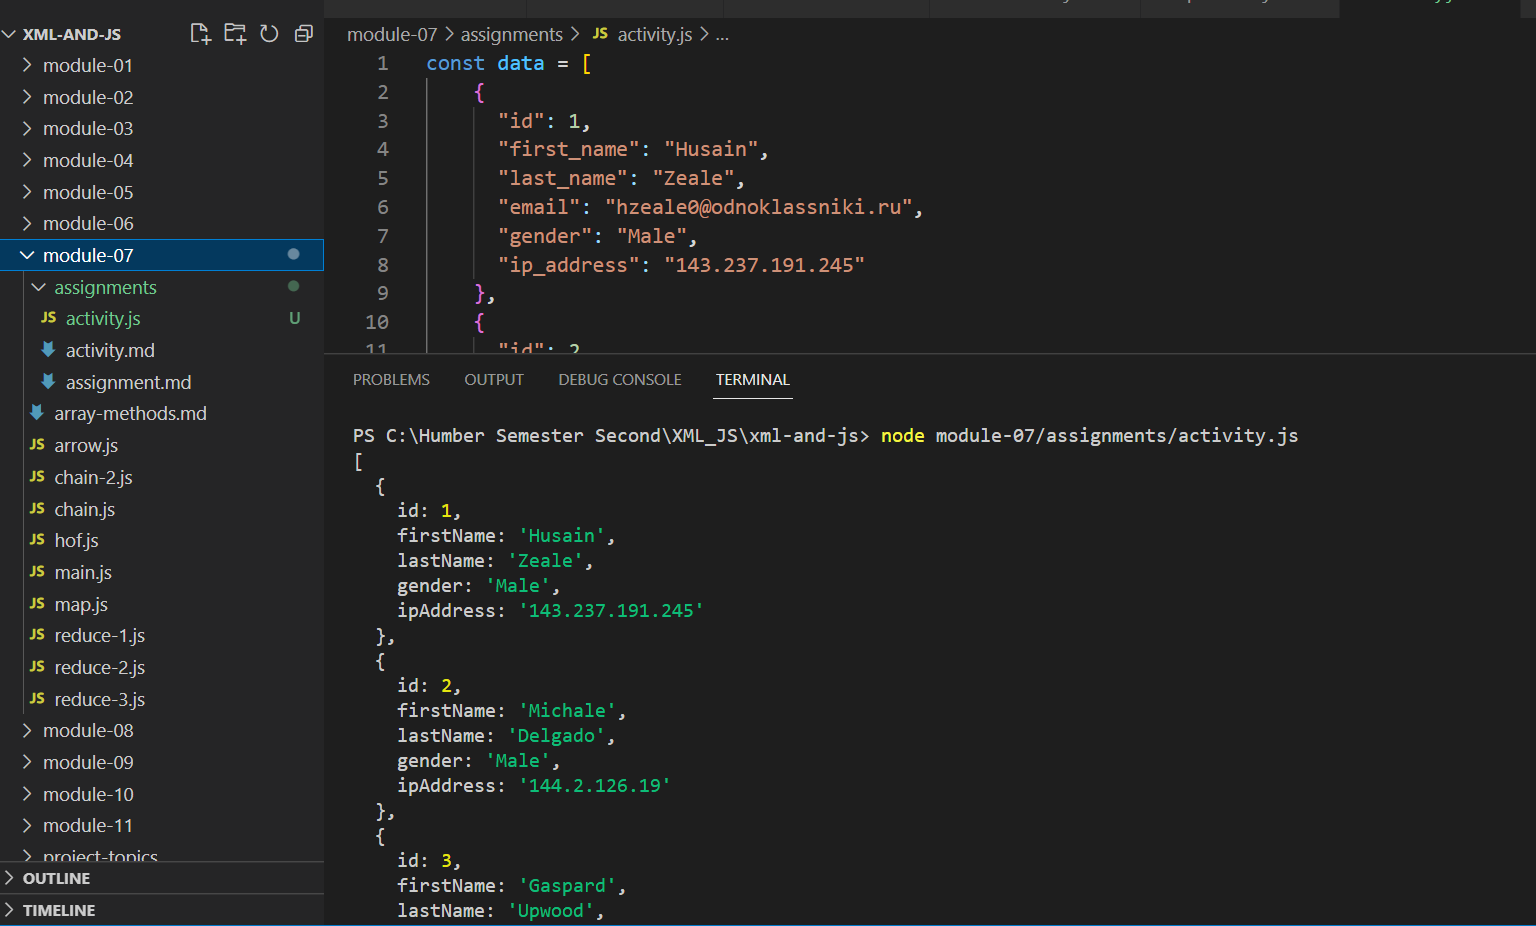 XML-AND-JS
module-01
module-02
module-03
module-04
module-05
module-06
module-07
assignments
JS activity.js U
activity.md
assignment.md
array-methods.md
JS arrow.js
JS chain-2.js
JS chain.js
JS hof.js
JS main.js
JS map.js
JS reduce-1.js
JS reduce-2.js
JS reduce-3.js
module-08
module-09
module-10
module-11
project-topics
OUTLINE
TIMELINE
module-07 > assignments > JS activity.js > ...
1 const data = [
2 {
3 "id": 1,
4 "first_name": "Husain",
5 "last_name": "Zeale",
6 "email": "hzeale0@odnoklassniki.ru",
7 "gender": "Male",
8 "ip_address": "143.237.191.245"
9 },
10 {
11 "id": 2
PROBLEMS OUTPUT DEBUG CONSOLE TERMINAL
PS C:\Humber Semester Second\XML_JS\xml-and-js> node module-07/assignments/activity.js
[
{
id: 1,
firstName: 'Husain',
lastName: 'Zeale',
gender: 'Male',
ipAddress: '143.237.191.245'
},
{
id: 2,
firstName: 'Michale',
lastName: 'Delgado',
gender: 'Male',
ipAddress: '144.2.126.19'
},
{
id: 3,
firstName: 'Gaspard',
lastName: 'Upwood',